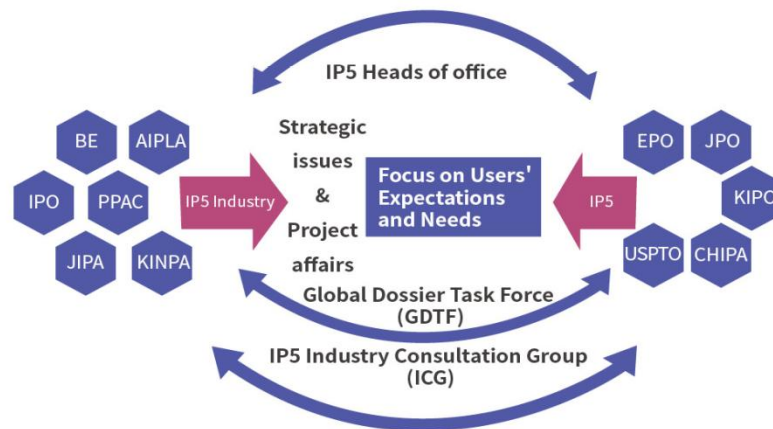 IP5 Heads of office
BE
AIPLA
IPO
PPAC
JIPA
KINPA
IP5 Industry
Strategic
issues
&
Project
affairs
Focus on Users'
Expectations
and Needs
IP5
EPO
JPO
KIPO
USPTO
CHIPA
Global Dossier Task Force
(GDTF)
IP5 Industry Consultation Group
(ICG)